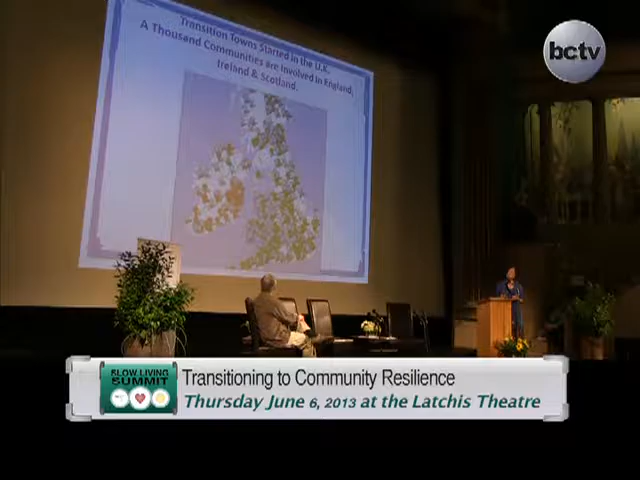 Transition Towns Started in the U.K.
A Thousand Communities are Involved in England,
Ireland & Scotland.
bctv
SLOW LIVING
SUMMIT
Transitioning to Community Resilience
Thursday June 6, 2013 at the Latchis Theatre